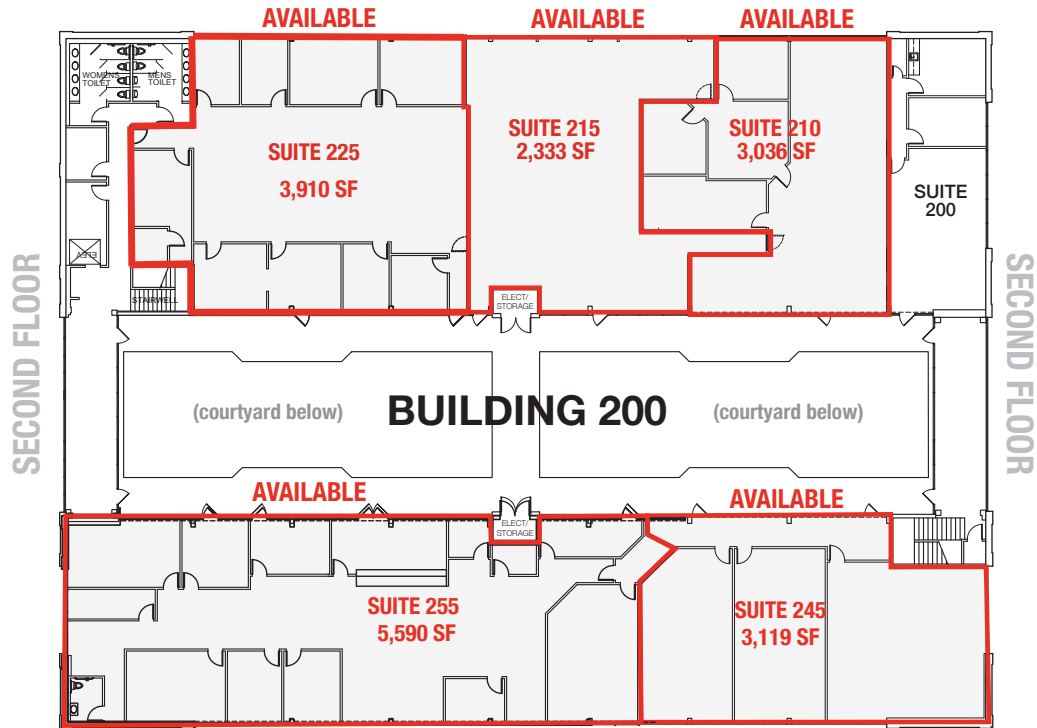 AVAILABLE
AVAILABLE
AVAILABLE
WOMENS
TOILET
MENS
TOILET
SUITE 225
3,910 SF
SUITE 215
2,333 SF
SUITE 210
3,036 SF
SUITE
200
ELEV
STAIRWELL
ELECT/
STORAGE
SECOND FLOOR
SECOND FLOOR
(courtyard below)
BUILDING 200
(courtyard below)
AVAILABLE
AVAILABLE
ELECT/
STORAGE
SUITE 255
5,590 SF
SUITE 245
3,119 SF